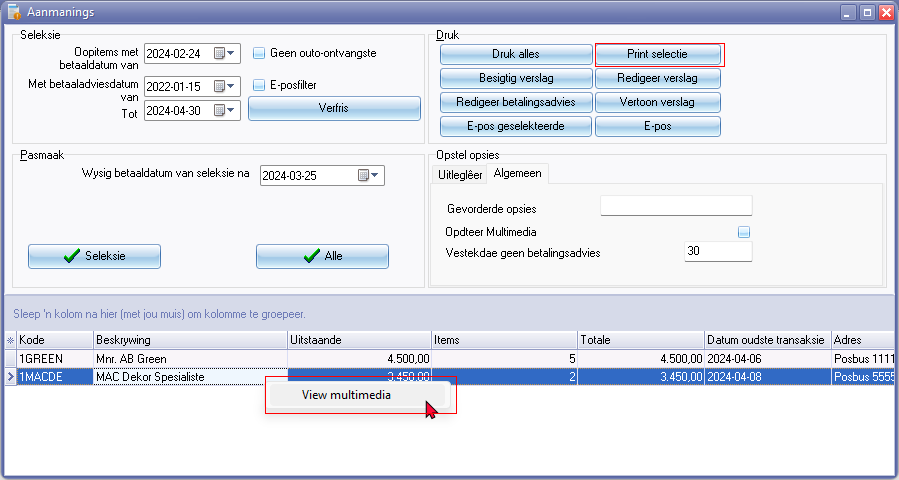 Aanmanings
Seleksie
Oopitems met betaaldatum van
2024-02-24
Geen outo-ontvangste
Met betaaladviesdatum van
2022-01-15
E-posfilter
Tot
2024-04-30
Verfris
Druk
Druk alles
Print selectie
Besigtig verslag
Redigeer verslag
Redigeer betalingsadvies
Vertoon verslag
E-pos geselekteerde
E-pos
Pasmaak
Wysig betaaldatum van seleksie na
2024-03-25
Seleksie
Alle
Opstel opsies
Uitleglêer
Algemeen
Gevorderde opsies
Opdteer Multimedia
Vestekdae geen betalingsadvies
30
Sleep 'n kolom na hier (met jou muis) om kolomme te groepeer.
Kode Beskrywing Uitstaande Items Totale Datum oudste transaksie Adres
1GREEN Mnr. AB Green 4.500,00 5 4.500,00 2024-04-06 Posbus 1111
1MACDE MAC Dekor Spesialiste 3.450,00 2 3.450,00 2024-04-08 Posbus 5555
View multimedia